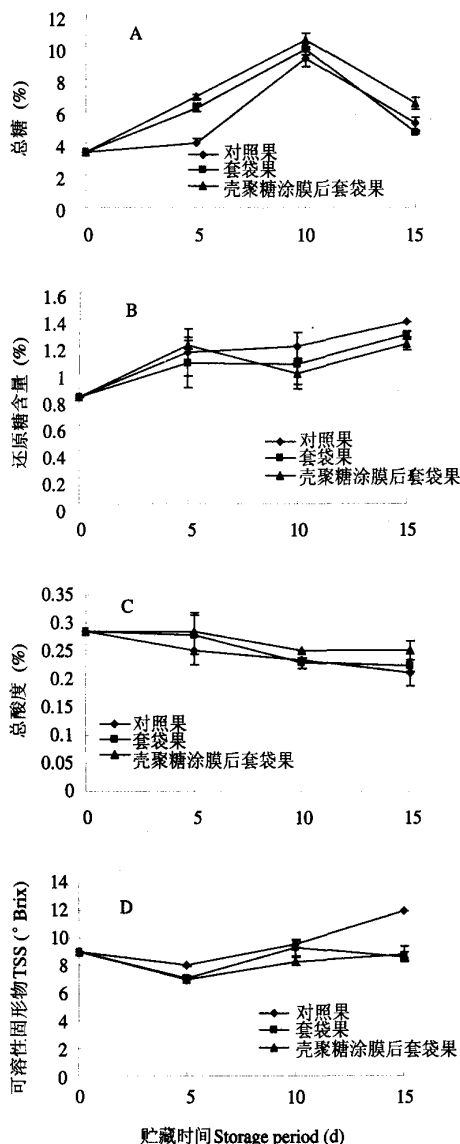 12
A
10
8
6
4
2
0
总糖 (%)
对照果
套袋果
壳聚糖涂膜后套袋果
0 5 10 15
1.6
B
1.4
1.2
1
0.8
0.6
0.4
0.2
0
还原糖含量 (%)
对照果
套袋果
壳聚糖涂膜后套袋果
0 5 10 15
0.35
C
0.3
0.25
0.2
0.15
0.1
0.05
0
总酸度 (%)
对照果
套袋果
壳聚糖涂膜后套袋果
0 5 10 15
14
D
12
10
8
6
4
2
0
可溶性固形物TSS (° Brix)
对照果
套袋果
壳聚糖涂膜后套袋果
0 5 10 15
贮藏时间 Storage period (d)